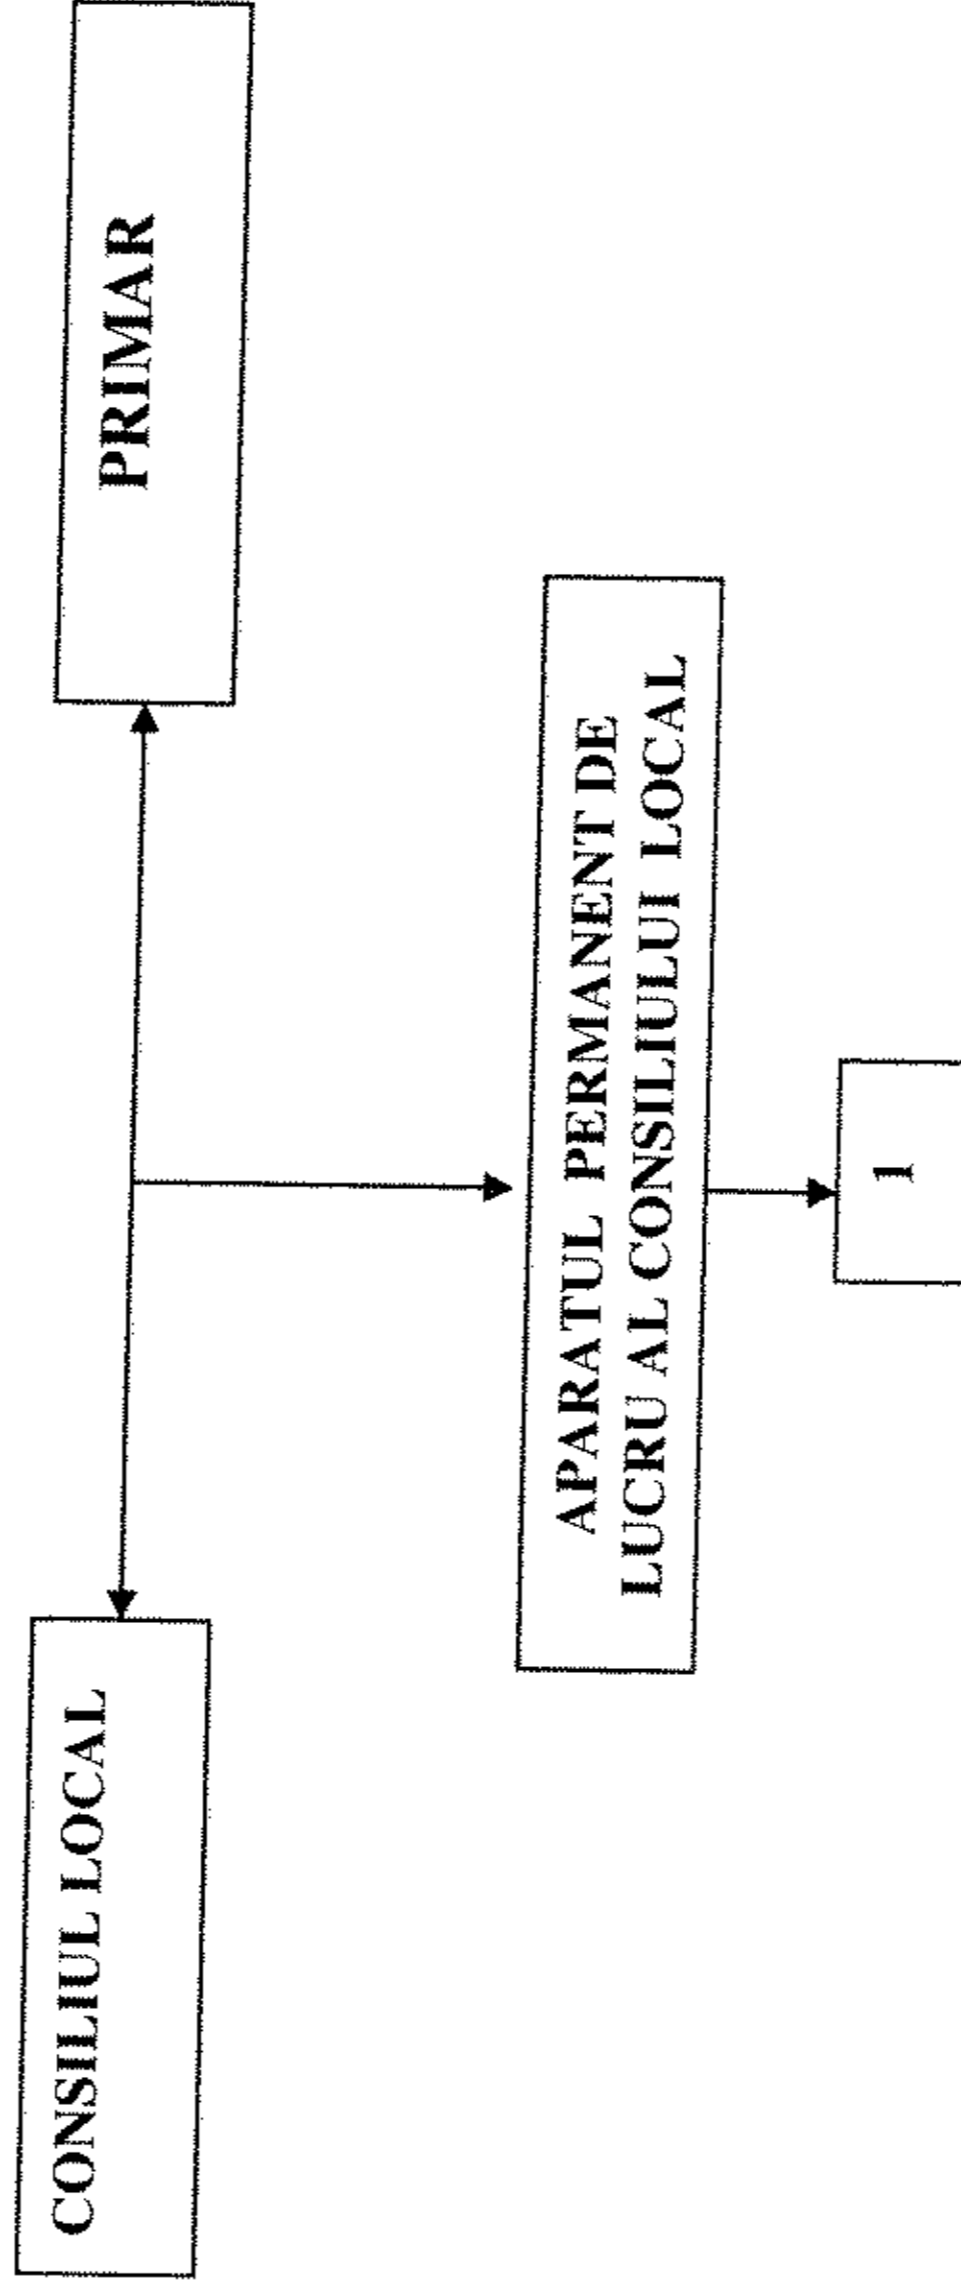 CONSILIUL LOCAL
PRIMAR
APARATUL PERMANENT DE
LUCRU AL CONSILIULUI LOCAL
1